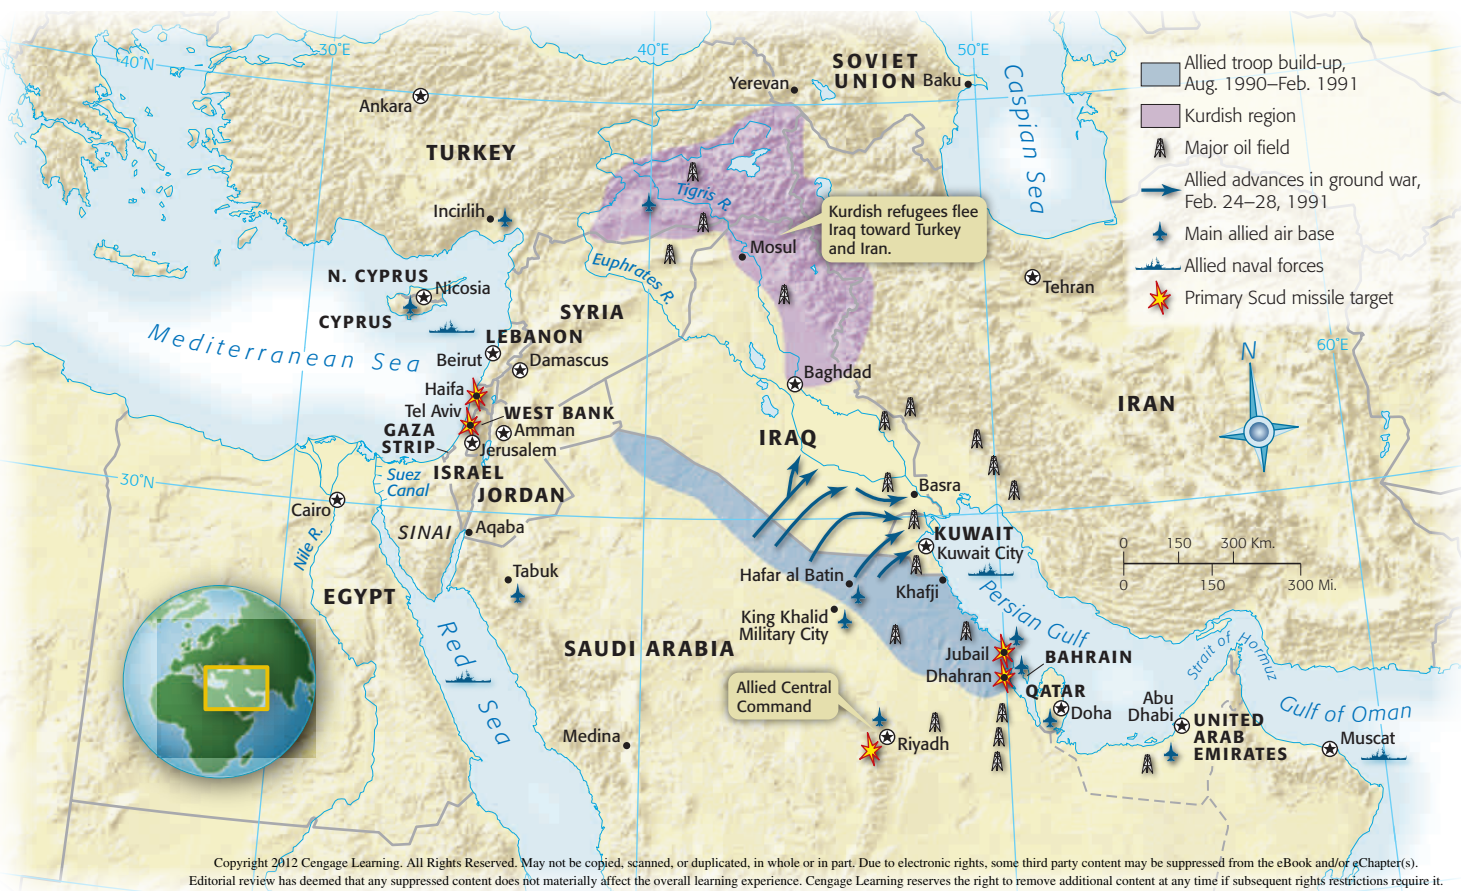 30°E
40°E
50°E
40°N
SOVIET
UNION
Yerevan
Baku
Ankara
Caspian Sea
TURKEY
Tigris R.
Incirlih
Kurdish refugees flee
Iraq toward Turkey
and Iran.
Mosul
Euphrates R.
N. CYPRUS
Nicosia
Tehran
CYPRUS
SYRIA
Mediterranean Sea
LEBANON
Beirut
Damascus
Haifa
Baghdad
Tel Aviv
WEST BANK
GAZA
STRIP
Amman
Jerusalem
IRAQ
IRAN
60°E
N
30°N
Suez
Canal
ISRAEL
JORDAN
Basra
Cairo
SINAI
Aqaba
Nile R.
KUWAIT
Kuwait City
0 150 300 Km.
0 150 300 Mi.
Tabuk
Hafar al Batin
Khafji
EGYPT
King Khalid
Military City
Persian Gulf
Red Sea
SAUDI ARABIA
Jubail
BAHRAIN
Dhahran
Strait of Hormuz
QATAR
Doha
Allied Central
Command
Abu
Dhabi
UNITED
ARAB
EMIRATES
Gulf of Oman
Medina
Riyadh
Muscat
Allied troop build-up,
Aug. 1990–Feb. 1991
Kurdish region
Major oil field
Allied advances in ground war,
Feb. 24–28, 1991
Main allied air base
Allied naval forces
Primary Scud missile target
Copyright 2012 Cengage Learning. All Rights Reserved. May not be copied, scanned, or duplicated, in whole or in part. Due to electronic rights, some third party content may be suppressed from the eBook and/or eChapter(s).
Editorial review has deemed that any suppressed content does not materially affect the overall learning experience. Cengage Learning reserves the right to remove additional content at any time if subsequent rights restrictions require it.